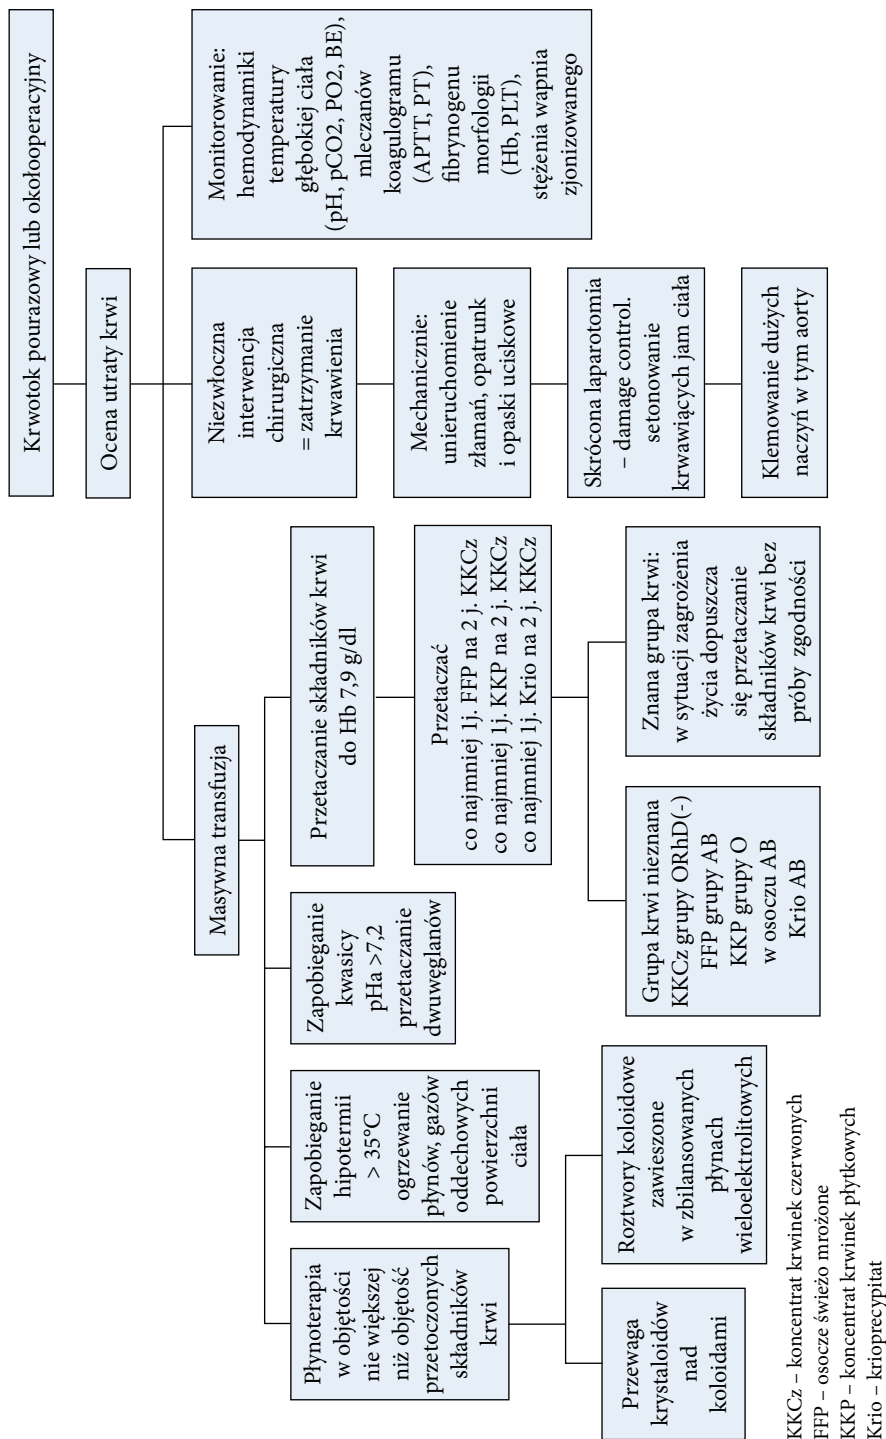 Krwotok pourazowy lub okołooperacyjny
Ocena utraty krwi
Masywna transfuzja
Płynoterapia
w objętości
nie większej
niż objętość
przetoczonych
składników
krwi
Przewaga
krystaloidów
nad
koloidami
Roztwory koloidowe
zawieszone
w zbilansowanych
płynach
wieloelektrolitowych
Zapobieganie
hipotermii
> 35°C
ogrzewanie
płynów, gazów
oddechowych
powierzchni
ciała
Zapobieganie
kwasicy
pHa >7,2
przetaczanie
dwuwęglanów
Przetaczanie składników krwi
do Hb 7,9 g/dl
Przetaczać
co najmniej 1j. FFP na 2 j. KKCz
co najmniej 1j. KKP na 2 j. KKCz
co najmniej 1j. Krio na 2 j. KKCz
Grupa krwi nieznana
KKCz grupy ORhD(-)
FFP grupy AB
KKP grupy O
w osoczu AB
Krio AB
Znana grupa krwi:
w sytuacji zagrożenia
życia dopuszcza
się przetaczanie
składników krwi bez
próby zgodności
Niezwłoczna
interwencja
chirurgiczna
= zatrzymanie
krwawienia
Mechanicznie:
unieruchomienie
złamań, opatrunk
i opaski uciskowe
Skrócona laparotomia
– damage control.
setonowanie
krwawiących jam ciała
Klemowanie dużych
naczyń w tym aorty
Monitorowanie:
hemodynamiki
temperatury
głębokiej ciała
(pH, pCO2, PO2, BE),
mleczanów
koagulogramu
(APTT, PT),
fibrynogenu
morfologii
(Hb, PLT),
stężenia wapnia
zjonizowanego
KKCz – koncentrat krwinek czerwonych
FFP – osocze świeżo mrożone
KKP – koncentrat krwinek płytkowych
Krio – krioprecypitat